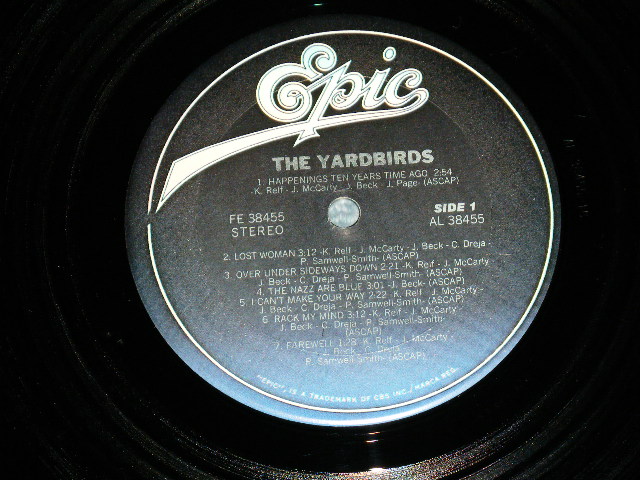 Epic
THE YARDBIRDS
1. HAPPENINGS TEN YEARS TIME AGO 2:54
-K. Relf - J. McCarty - J. Beck - J. Page- (ASCAP)
FE 38455
STEREO
SIDE 1
AL 38455
2. LOST WOMAN 3:12 -K. Relf - J. McCarty - J. Beck - C. Dreja -
P. Samwell-Smith- (ASCAP)
3. OVER UNDER SIDEWAYS DOWN 2:21 -K. Relf - J. McCarty
J. Beck - C. Dreja - P. Samwell-Smith- (ASCAP)
4. THE NAZZ ARE BLUE 3:01 -J. Beck- (ASCAP)
5. I CAN'T MAKE YOUR WAY 2:22 -K. Relf - J. McCarty -
J. Beck - C. Dreja - P. Samwell-Smith- (ASCAP)
6. RACK MY MIND 3:12 -K. Relf - J. McCarty -
J. Beck - C. Dreja - P. Samwell-Smith-
(ASCAP)
7. FAREWELL 1:28 -K. Relf - J. McCarty -
J. Beck - C. Dreja -
P. Samwell-Smith- (ASCAP)
"EPIC", IS A TRADEMARK OF CBS INC./MARCA REG.